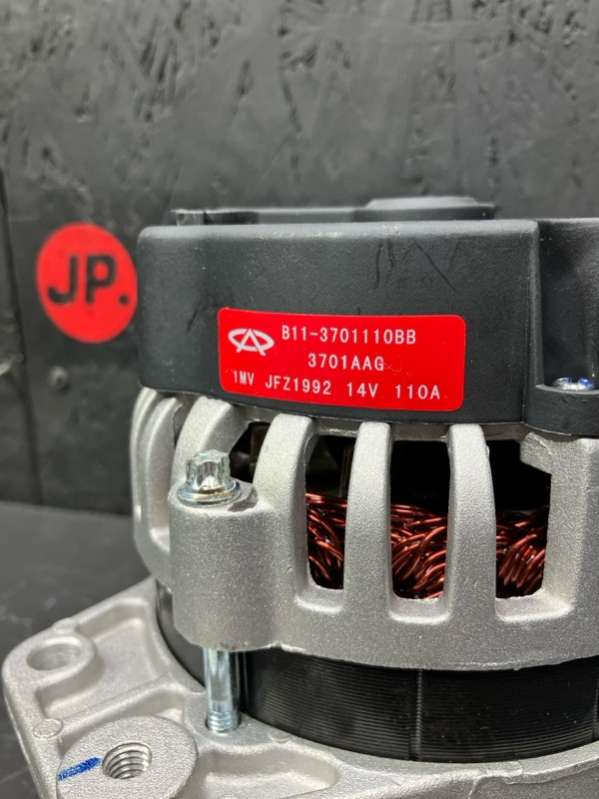 JP.
B11-3701110BB
3701AAG
1MV JFZ1992 14V 110A